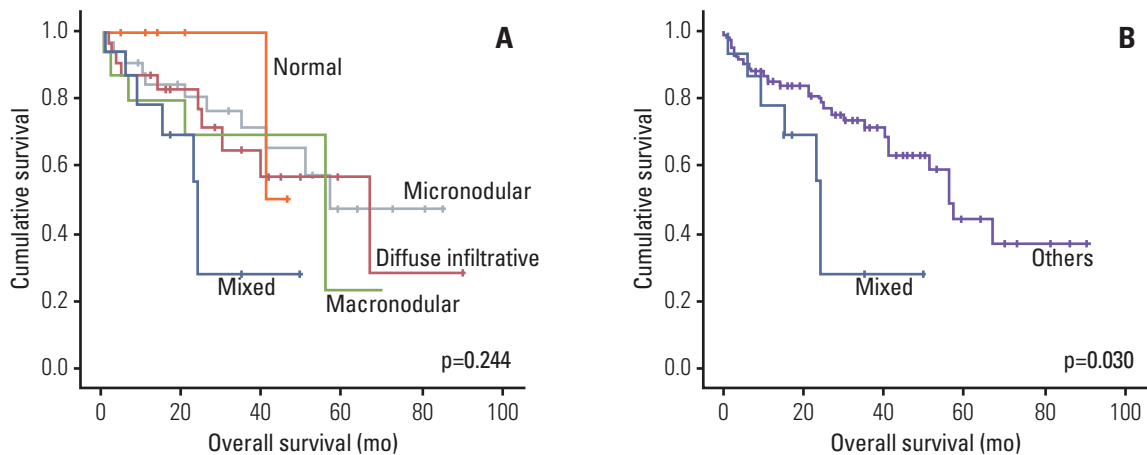 A
Cumulative survival
1.0
0.8
0.6
0.4
0.2
0.0
Normal
Micronodular
Diffuse infiltrative
Mixed
Macronodular
p=0.244
0 20 40 60 80 100
Overall survival (mo)
B
Cumulative survival
1.0
0.8
0.6
0.4
0.2
0.0
Others
Mixed
p=0.030
0 20 40 60 80 100
Overall survival (mo)